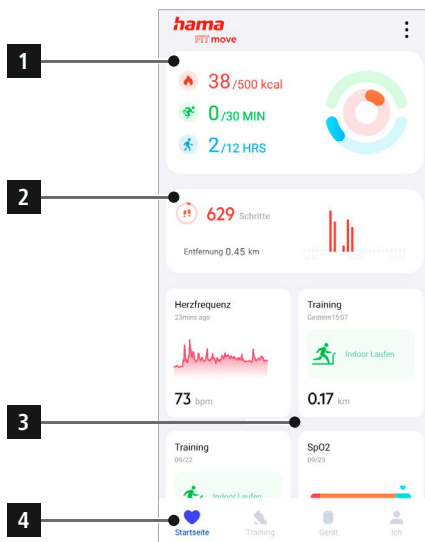 hama
FIT move
1
38/500 kcal
0/30 MIN
2/12 HRS
2
629 Schritte
Entfernung 0.45 km
Herzfrequenz
23mins ago
73 bpm
Training
Gestern15:07
Indoor Laufen
0.17 km
3
Training
09/22
Indoor Laufen
SpO2
09/23
4
Startseite
Training
Gerät
Ich